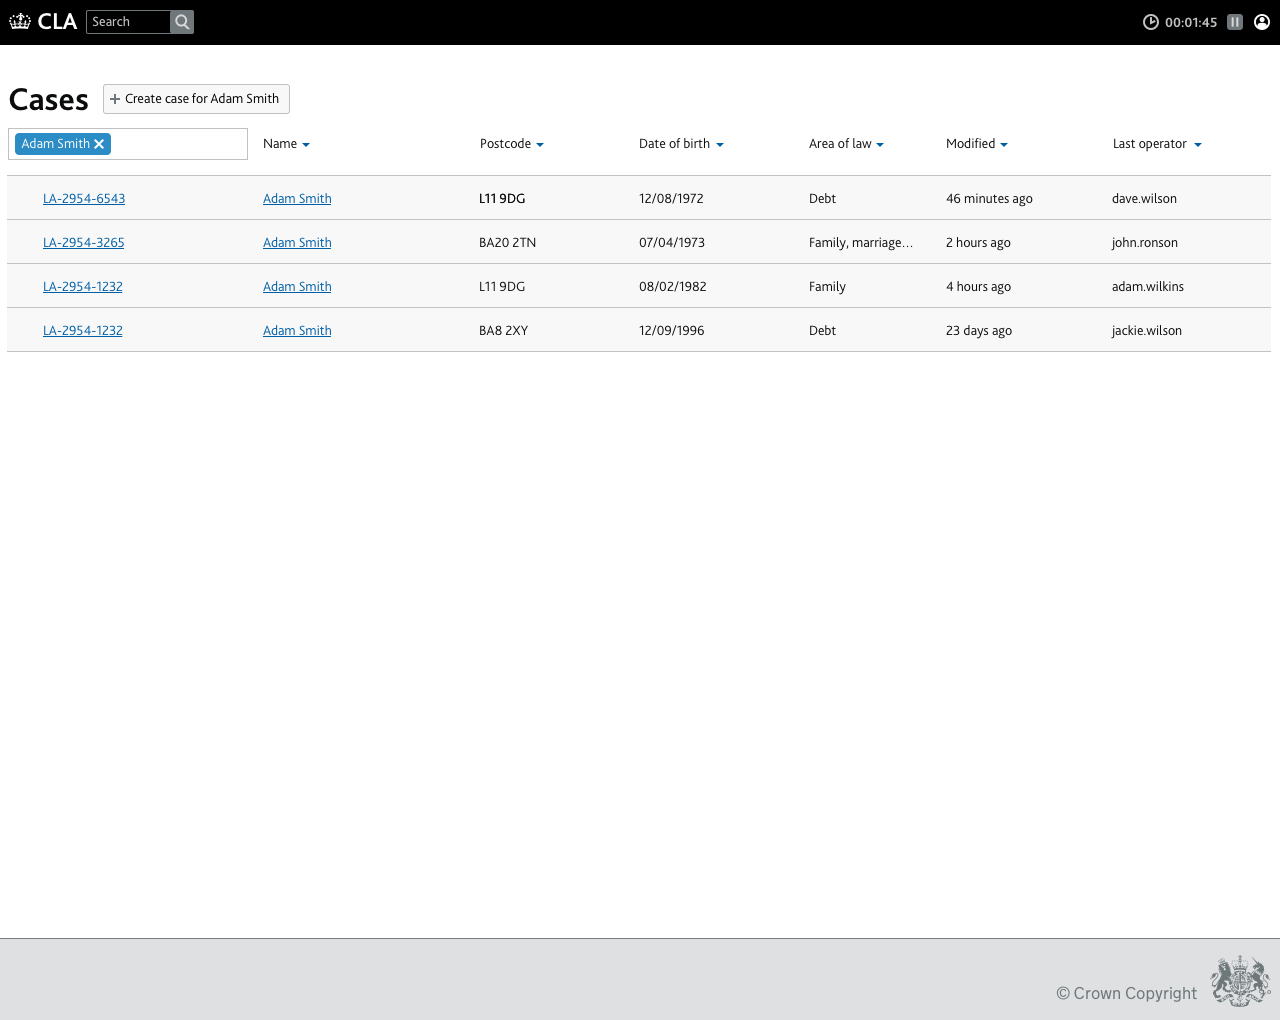 CLA Search 00:01:45
Cases + Create case for Adam Smith
Adam Smith Name Postcode Date of birth Area of law Modified Last operator
LA-2954-6543 Adam Smith L11 9DG 12/08/1972 Debt 46 minutes ago dave.wilson
LA-2954-3265 Adam Smith BA20 2TN 07/04/1973 Family, marriage... 2 hours ago john.ronson
LA-2954-1232 Adam Smith L11 9DG 08/02/1982 Family 4 hours ago adam.wilkins
LA-2954-1232 Adam Smith BA8 2XY 12/09/1996 Debt 23 days ago jackie.wilson
© Crown Copyright